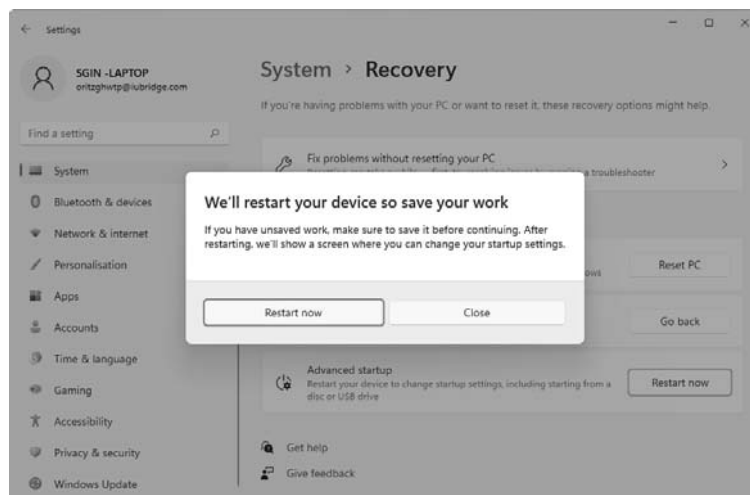 Settings
SGIN -LAPTOP
oritzghwtp@iubridge.com
Find a setting
System
Bluetooth & devices
Network & internet
Personalisation
Apps
Accounts
Time & language
Gaming
Accessibility
Privacy & security
Windows Update
System > Recovery
If you're having problems with your PC or want to reset it, these recovery options might help.
Fix problems without resetting your PC
troubleshooter
We'll restart your device so save your work
If you have unsaved work, make sure to save it before continuing. After
restarting, we'll show a screen where you can change your startup settings.
Restart now
Close
ows
Reset PC
Go back
Advanced startup
Restart your device to change startup settings, including starting from a
disc or USB drive
Restart now
Get help
Give feedback